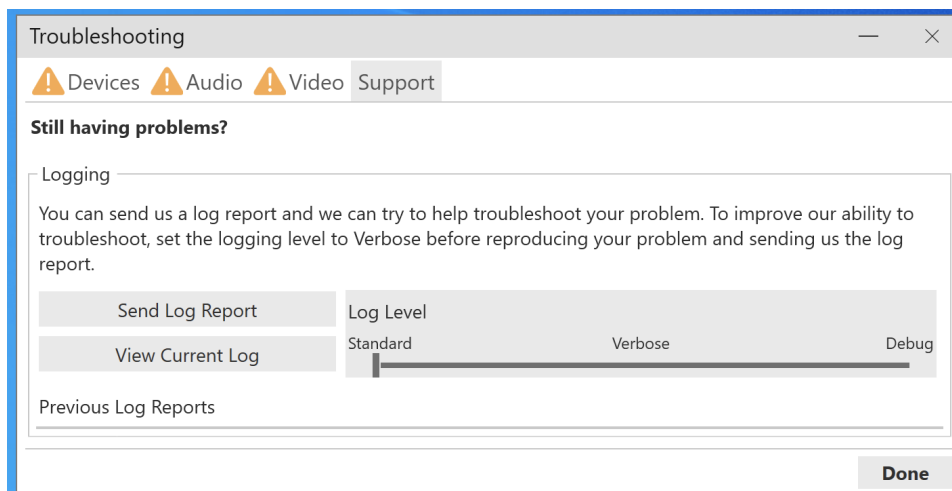 Troubleshooting
Devices Audio Video Support
Still having problems?
Logging
You can send us a log report and we can try to help troubleshoot your problem. To improve our ability to
troubleshoot, set the logging level to Verbose before reproducing your problem and sending us the log
report.
Send Log Report
Log Level
View Current Log
Standard Verbose Debug
Previous Log Reports
Done